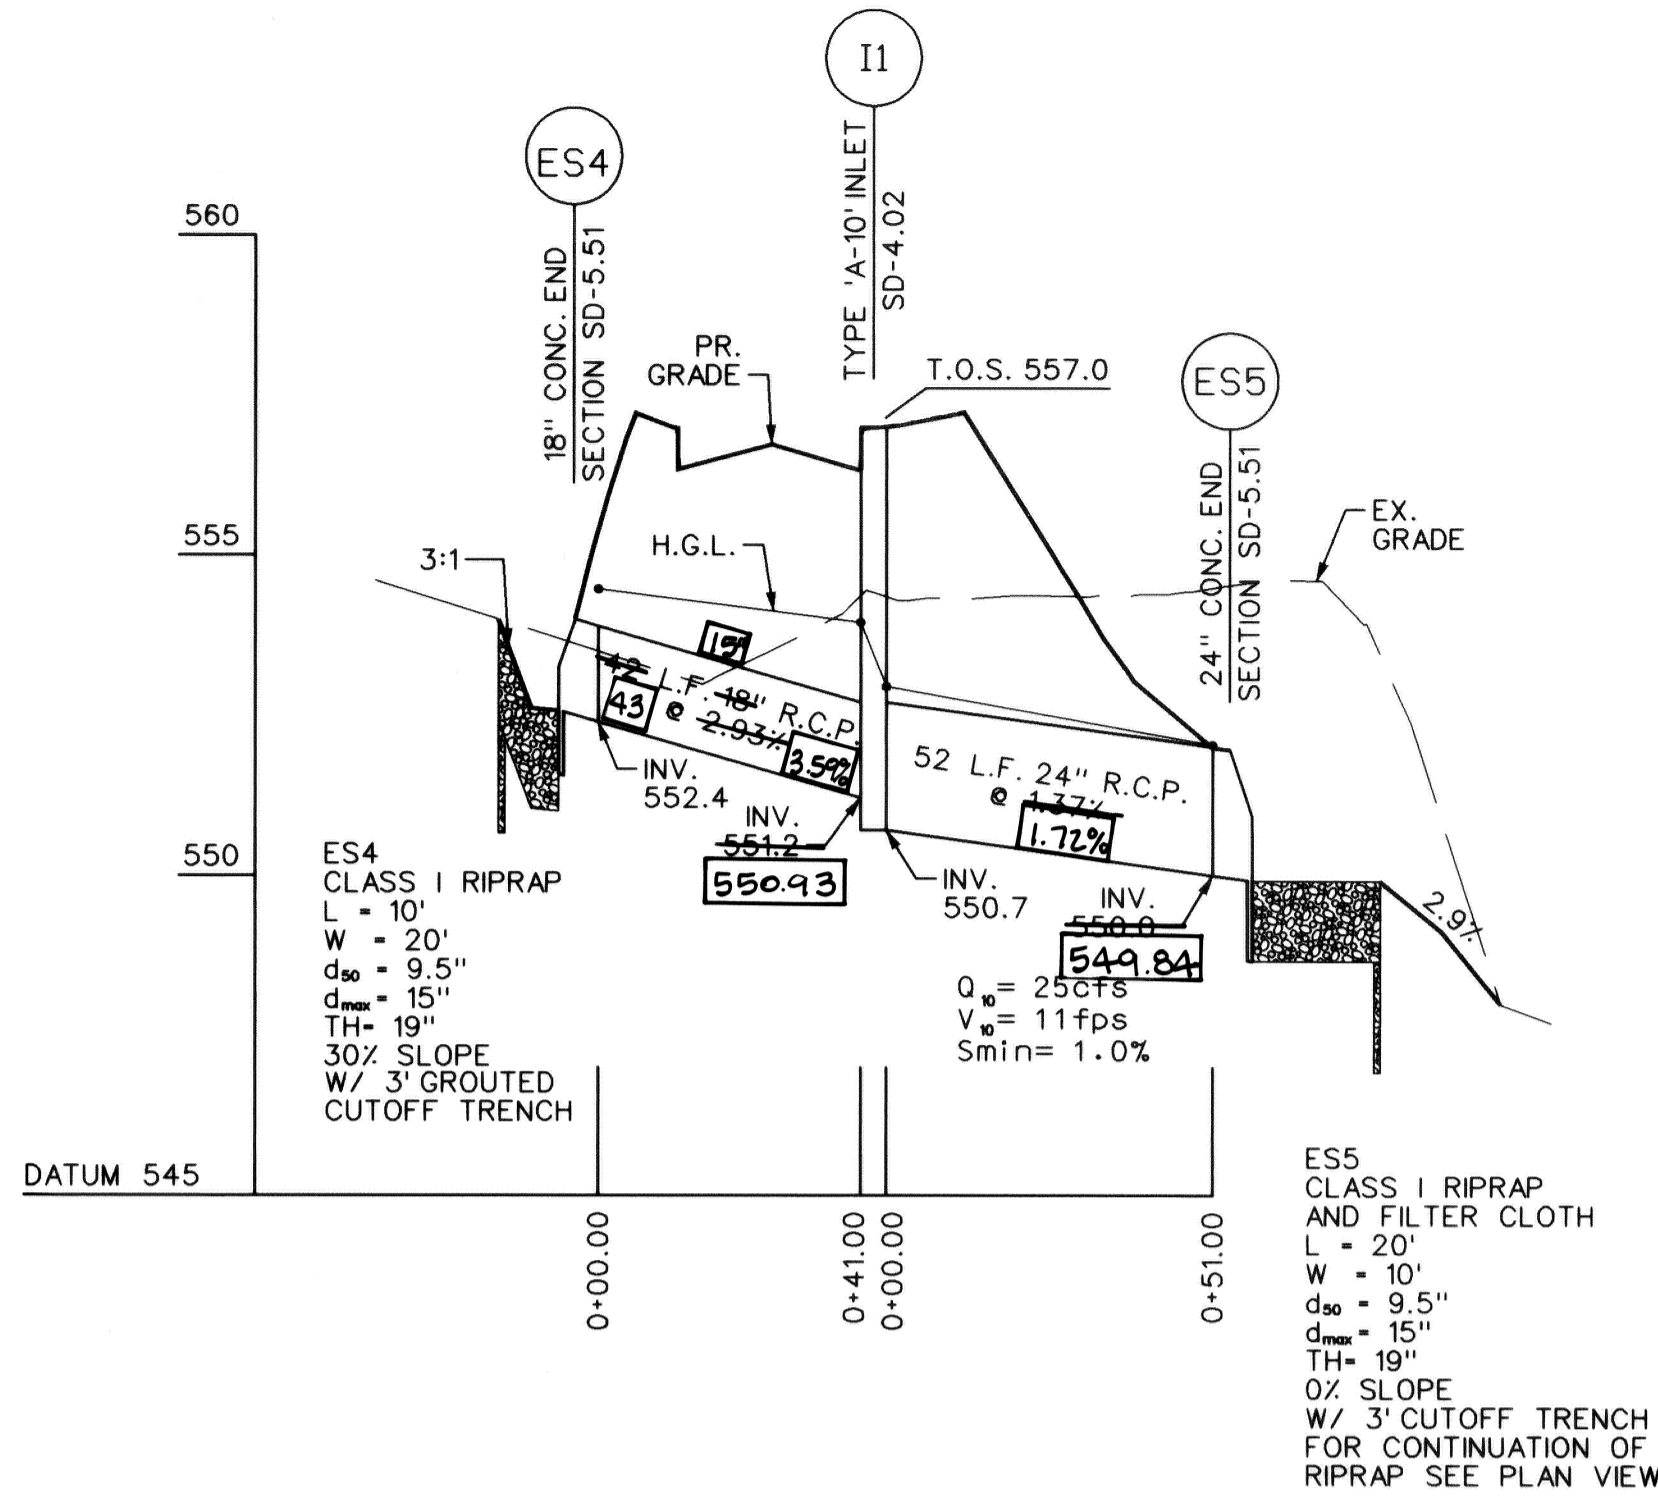 I1
ES4
TYPE 'A-10' INLET
SD-4.02
18" CONC. END
SECTION SD-5.51
560
PR.
GRADE
T.O.S. 557.0
ES5
24" CONC. END
SECTION SD-5.51
EX.
GRADE
555
3:1
H.G.L.
15"
42 L.F. 18" R.C.P.
43
@ 2.93%
3.59%
INV.
552.4
52 L.F. 24" R.C.P.
@ 1.37%
1.72%
INV.
551.2
550.93
550
INV.
550.7
INV.
550.0
549.84
2.9%
ES4
CLASS I RIPRAP
L = 10'
W = 20'
d50 = 9.5"
dmax = 15"
TH= 19"
30% SLOPE
W/ 3' GROUTED
CUTOFF TRENCH
Q10= 25cfs
V10= 11fps
Smin= 1.0%
DATUM 545
0+00.00
0+41.00
0+00.00
0+51.00
ES5
CLASS I RIPRAP
AND FILTER CLOTH
L = 20'
W = 10'
d50 = 9.5"
dmax = 15"
TH= 19"
0% SLOPE
W/ 3' CUTOFF TRENCH
FOR CONTINUATION OF
RIPRAP SEE PLAN VIEW